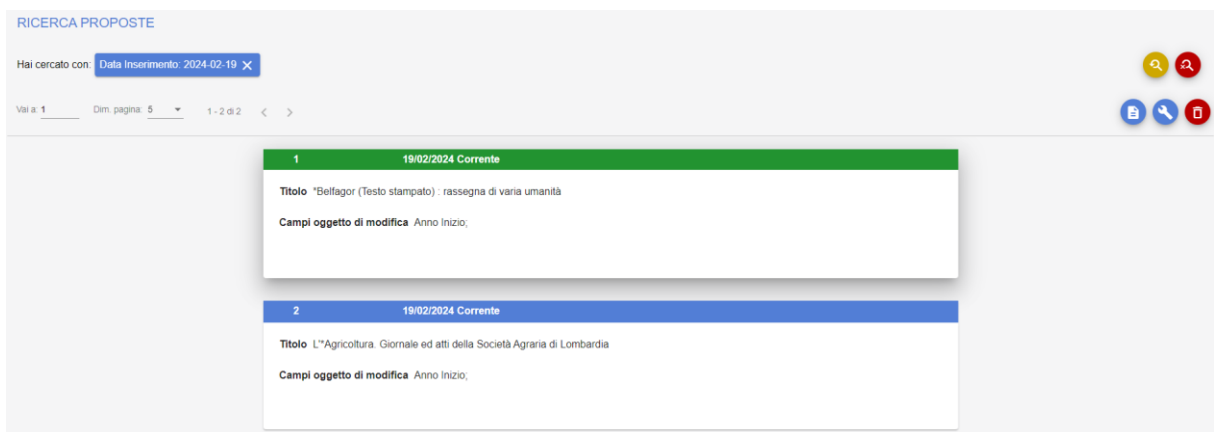 RICERCA PROPOSTE
Hai cercato con: Data Inserimento: 2024-02-19
Vai a: 1 Dim. pagina: 5 1 - 2 di 2
1 19/02/2024 Corrente
Titolo *Belfagor (Testo stampato) : rassegna di varia umanità
Campi oggetto di modifica Anno Inizio;
2 19/02/2024 Corrente
Titolo L'*Agricoltura. Giornale ed atti della Società Agraria di Lombardia
Campi oggetto di modifica Anno Inizio;